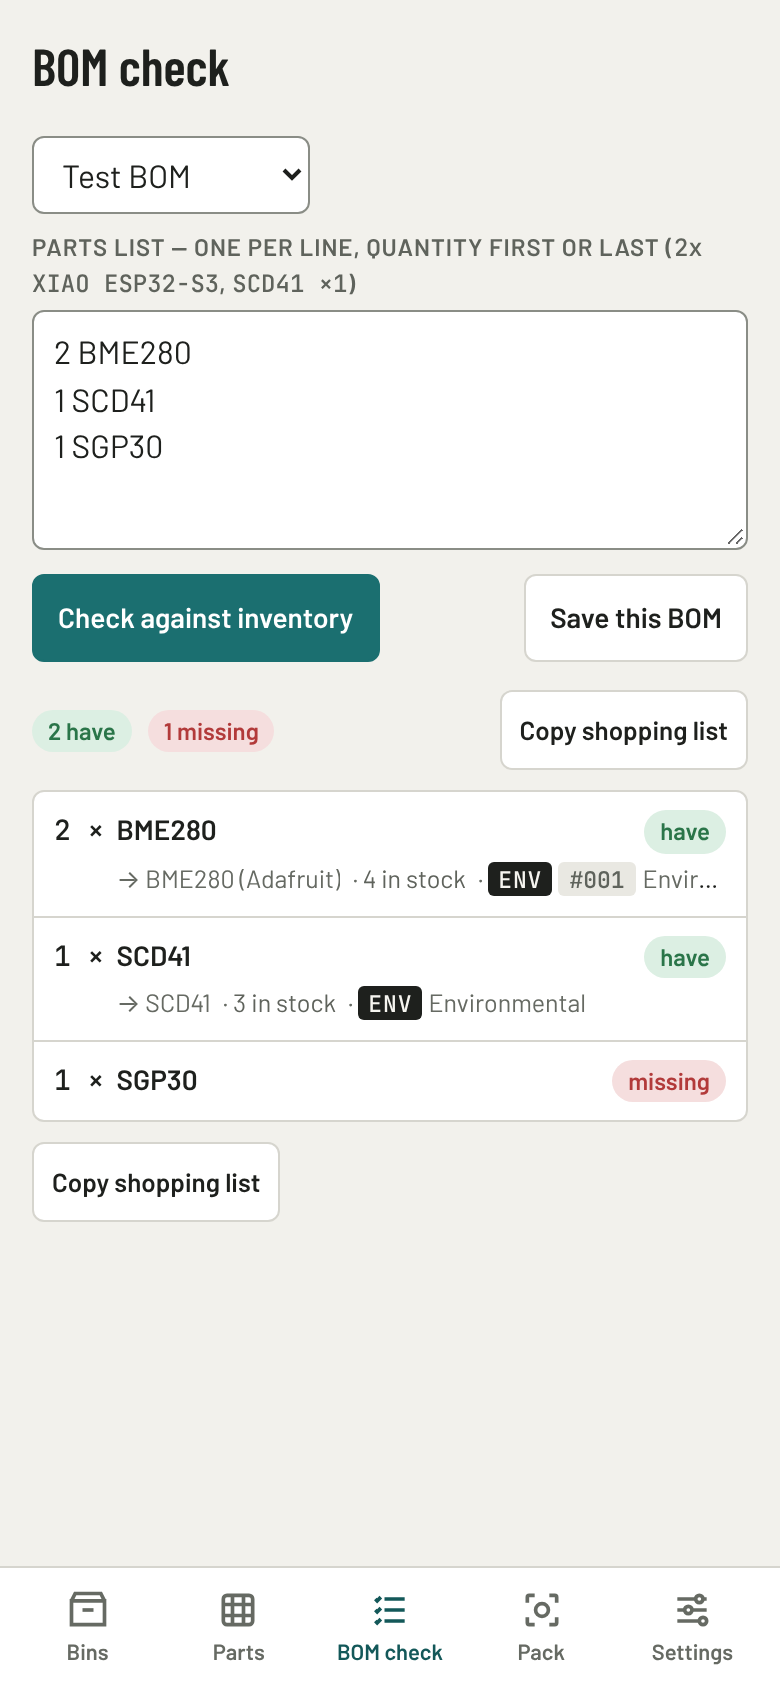 BOM check
Test BOM
PARTS LIST — ONE PER LINE, QUANTITY FIRST OR LAST (2x
XIAO ESP32-S3, SCD41 ×1)
2 BME280
1 SCD41
1 SGP30
Check against inventory
Save this BOM
2 have
1 missing
Copy shopping list
2 × BME280
have
→ BME280 (Adafruit) · 4 in stock · ENV #001 Envir...
1 × SCD41
have
→ SCD41 · 3 in stock · ENV Environmental
1 × SGP30
missing
Copy shopping list
Bins
Parts
BOM check
Pack
Settings